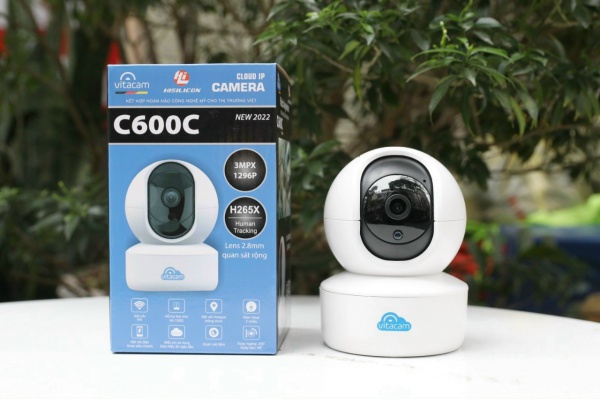 vitacam
HISILICON
CLOUD IP
CAMERA
KẾT HỢP HOÀN HẢO CÔNG NGHỆ MỸ CHO THỊ TRƯỜNG VIỆT
C600C
NEW 2022
3MPX
1296P
H265X
Human
Tracking
Lens 2.8mm
quan sát rộng
vitacam
vitacam